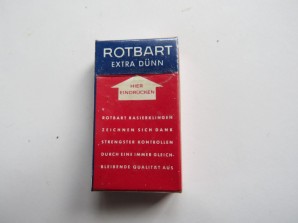 ROTBART
EXTRA DÜNN
HIER
EINDRÜCKEN
ROTBART RASIERKLINGEN
ZEICHNEN SICH DANK
STRENGSTER KONTROLLEN
DURCH EINE IMMER GLEICH-
BLEIBENDE QUALITÄT AUS